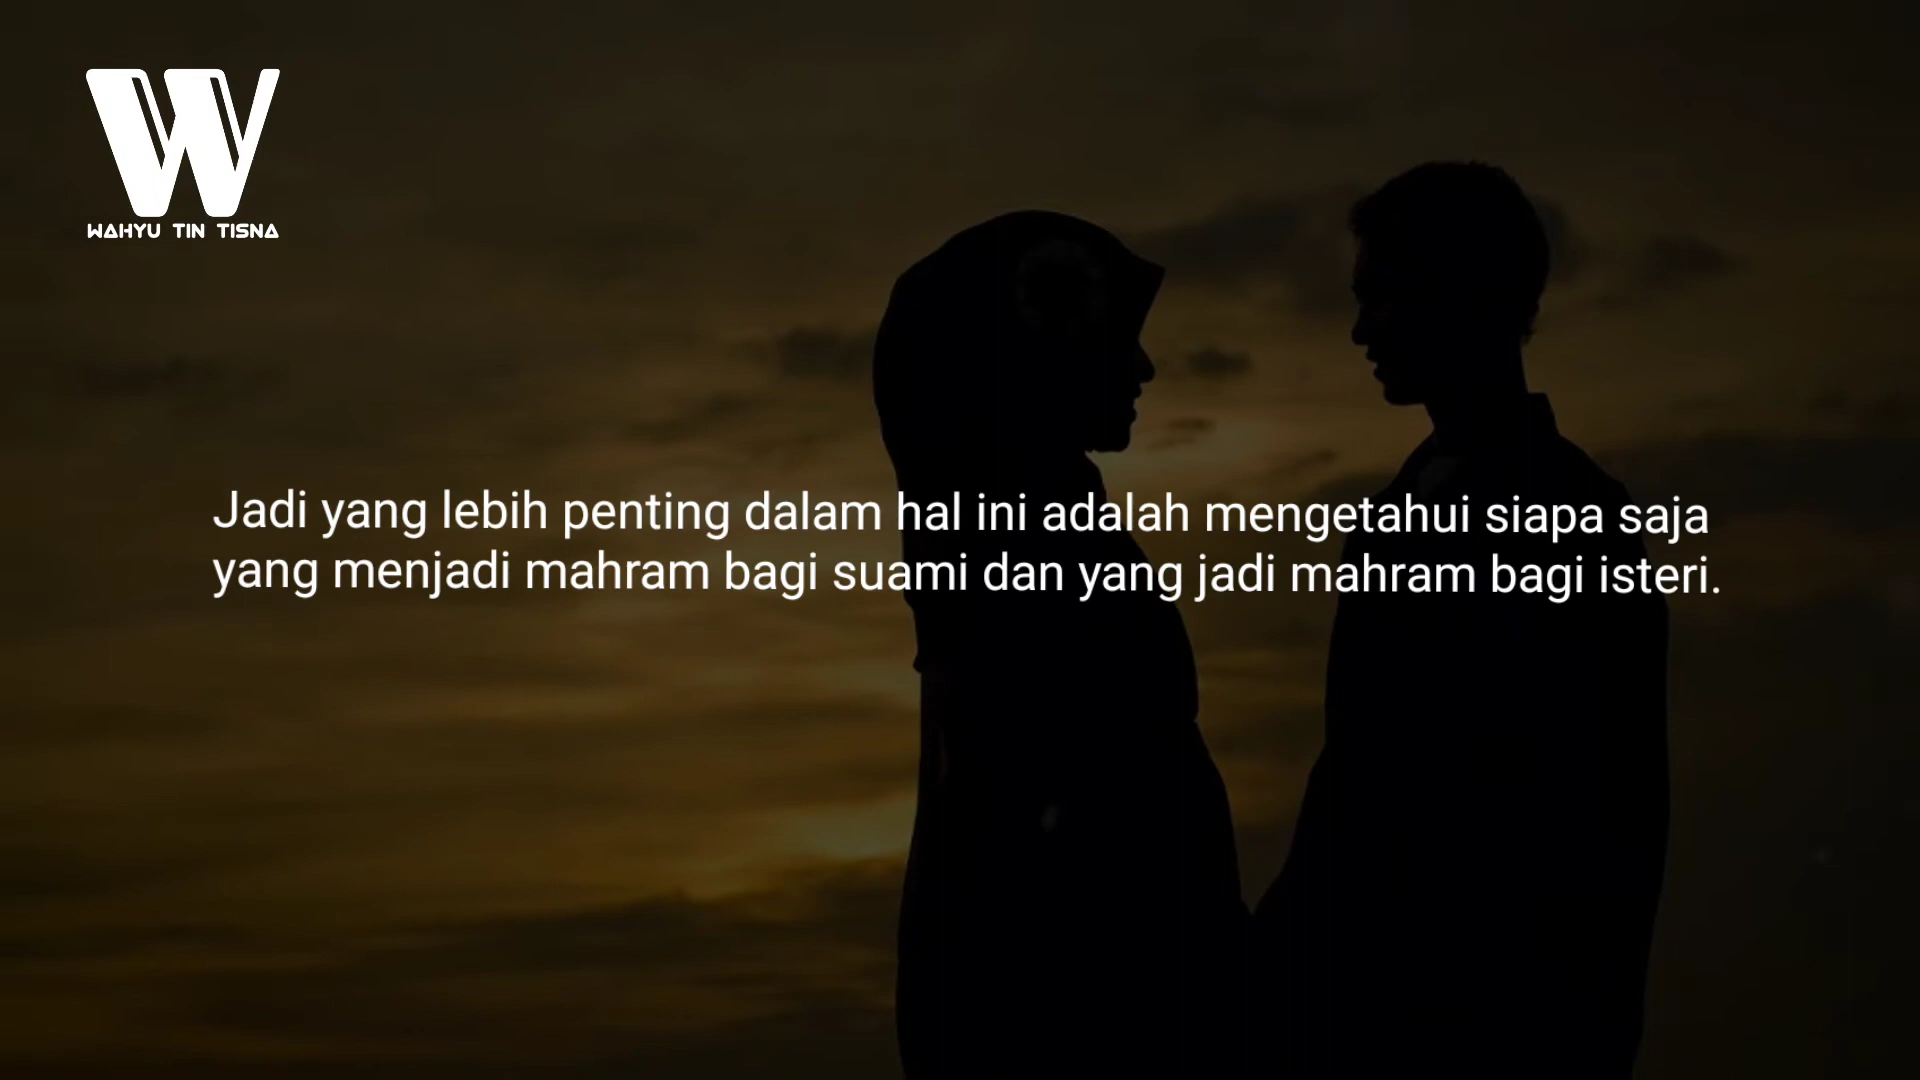 W
WAHYU TIN TISNA
Jadi yang lebih penting dalam hal ini adalah mengetahui siapa saja
yang menjadi mahram bagi suami dan yang jadi mahram bagi isteri.